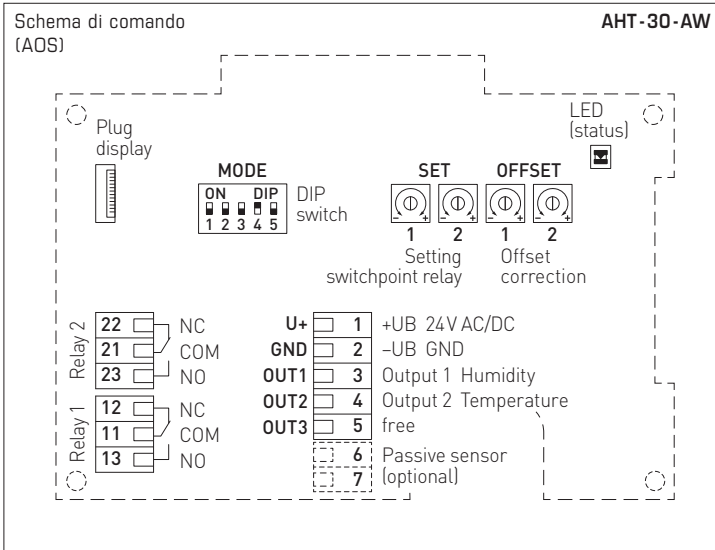 Schema di comando
(AOS)
AHT-30-AW
Plug
display
LED
(status)
MODE
ON DIP
1 2 3 4 5
DIP
switch
SET OFFSET
- + - + - + - +
1 2 1 2
Setting
switchpoint relay
Offset
correction
Relay 2
22 NC
21 COM
23 NO
Relay 1
12 NC
11 COM
13 NO
U+ 1 +UB 24V AC/DC
GND 2 –UB GND
OUT1 3 Output 1 Humidity
OUT2 4 Output 2 Temperature
OUT3 5 free
6 Passive sensor
7 (optional)